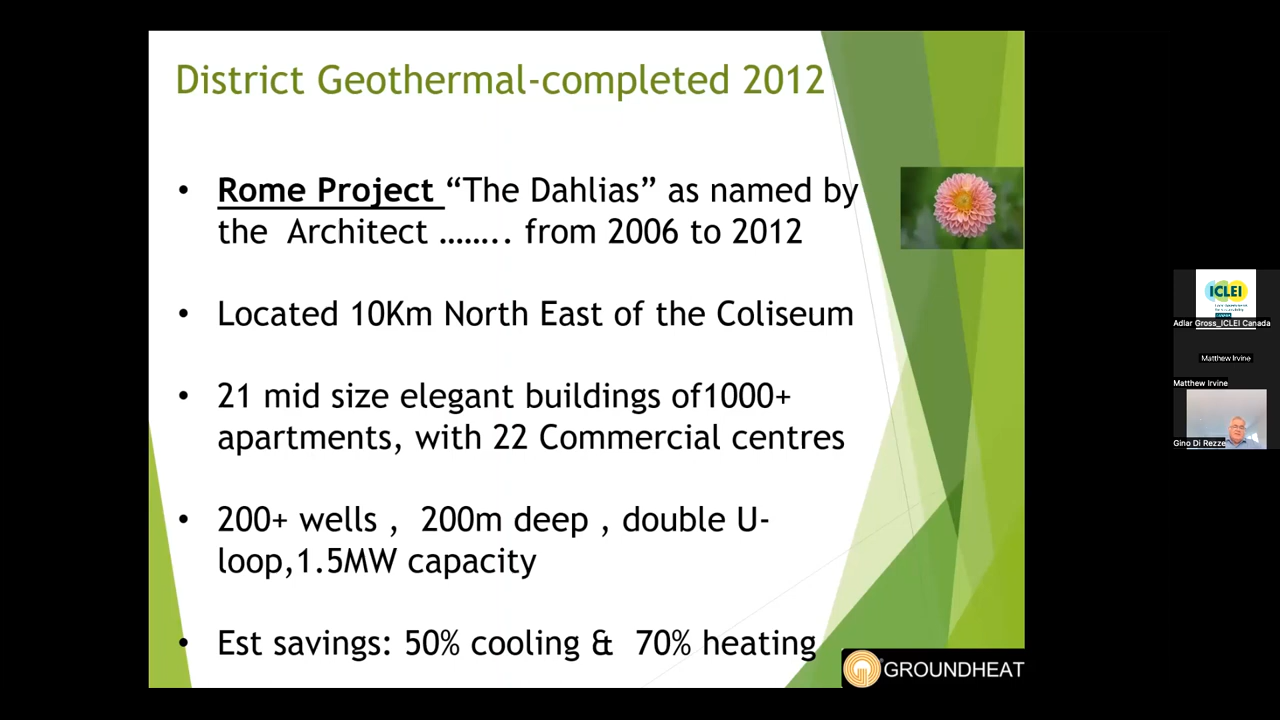 District Geothermal-completed 2012
• Rome Project “The Dahlias” as named by
the Architect …….. from 2006 to 2012
• Located 10Km North East of the Coliseum
• 21 mid size elegant buildings of1000+
apartments, with 22 Commercial centres
• 200+ wells , 200m deep , double U-
loop,1.5MW capacity
• Est savings: 50% cooling & 70% heating
GROUNDHEAT
ICLEI
Adlar Gross_ICLEI Canada
Matthew Irvine
Matthew Irvine
Gino Di Rezze